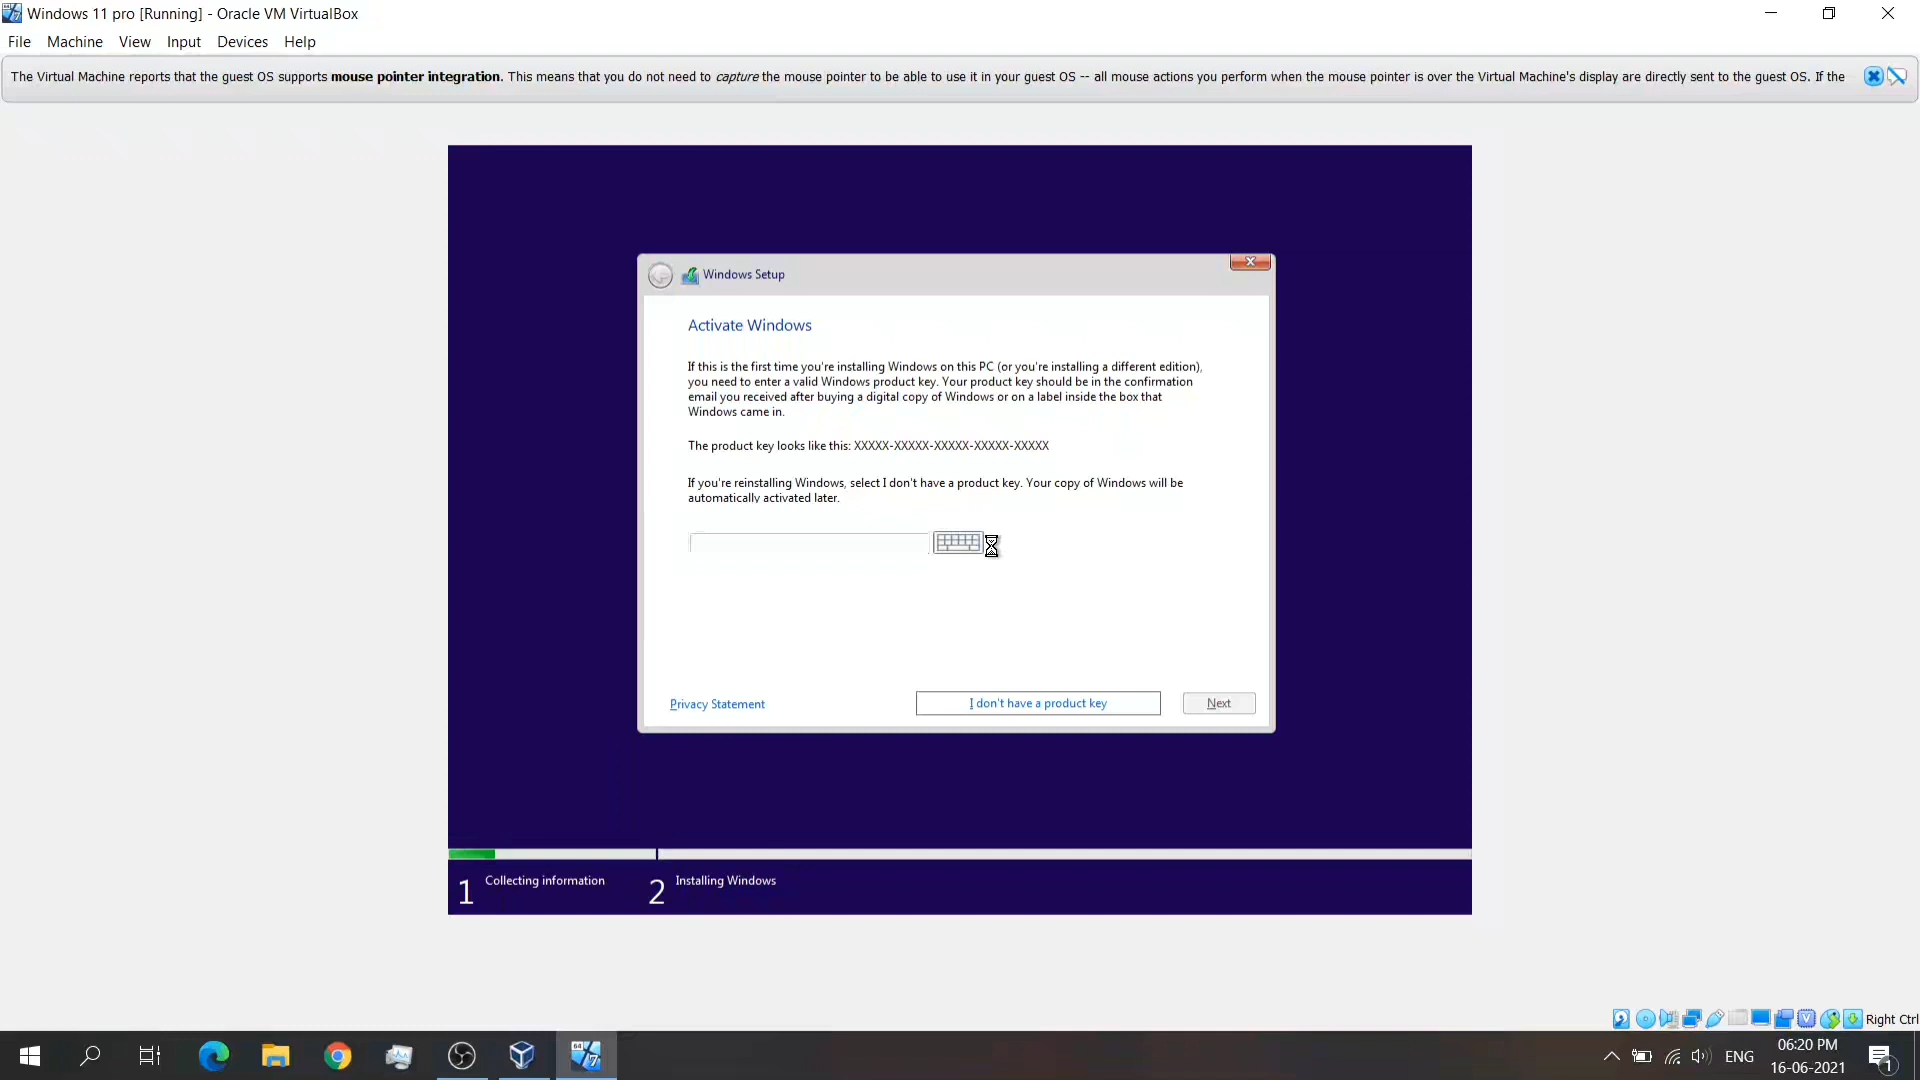 Windows 11 pro [Running] - Oracle VM VirtualBox
File Machine View Input Devices Help
The Virtual Machine reports that the guest OS supports mouse pointer integration. This means that you do not need to capture the mouse pointer to be able to use it in your guest OS -- all mouse actions you perform when the mouse pointer is over the Virtual Machine's display are directly sent to the guest OS. If the
Windows Setup
Activate Windows
If this is the first time you're installing Windows on this PC (or you're installing a different edition),
you need to enter a valid Windows product key. Your product key should be in the confirmation
email you received after buying a digital copy of Windows or on a label inside the box that
Windows came in.
The product key looks like this: XXXXX-XXXXX-XXXXX-XXXXX-XXXXX
If you're reinstalling Windows, select I don't have a product key. Your copy of Windows will be
automatically activated later.
Privacy Statement I don't have a product key Next
1 Collecting information 2 Installing Windows
Right Ctrl
64 7 ENG 06:20 PM
16-06-2021 1